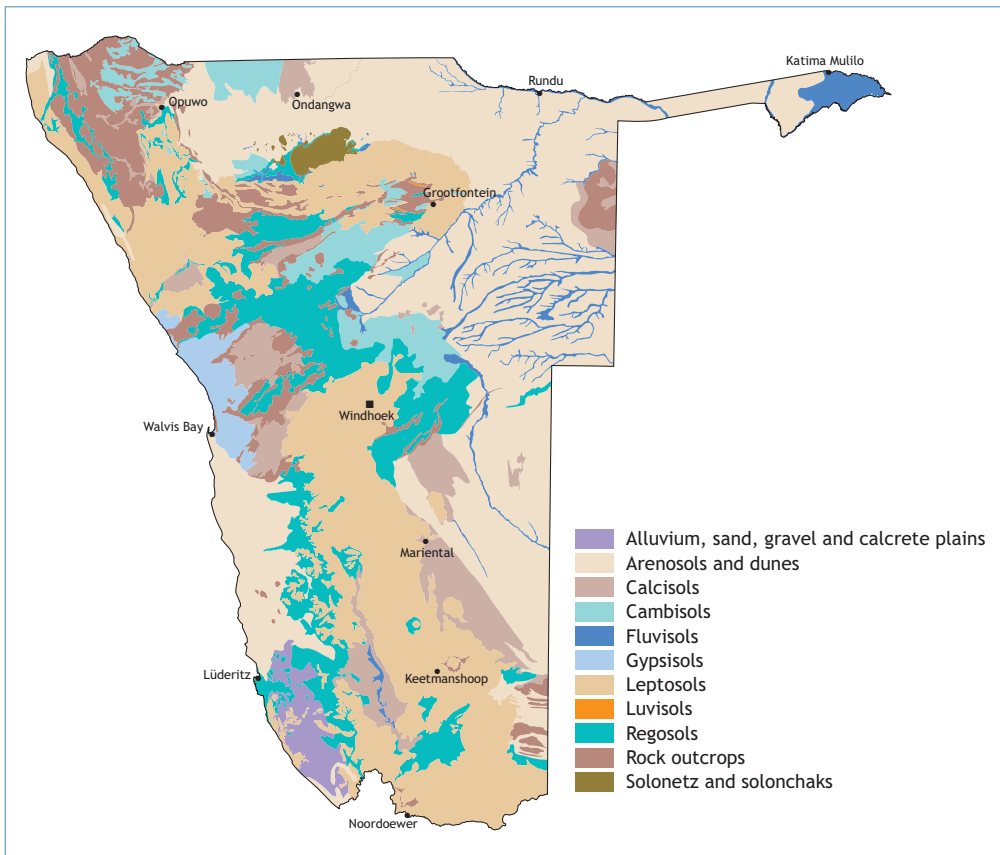 Katima Mulilo
Rundu
Opuwo
Ondangwa
Grootfontein
Windhoek
Walvis Bay
Mariental
Lüderitz
Keetmanshoop
Noordoewer
Alluvium, sand, gravel and calcrete plains
Arenosols and dunes
Calcisols
Cambisols
Fluvisols
Gypsisols
Leptosols
Luvisols
Regosols
Rock outcrops
Solonetz and solonchaks